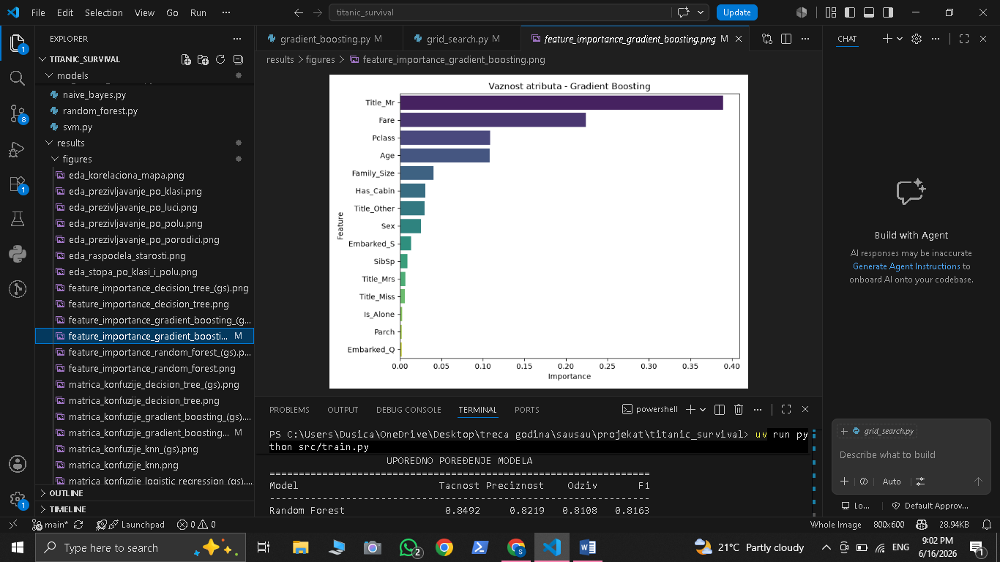 File Edit Selection View Go Run ···
titanic_survival
Update
EXPLORER
TITANIC_SURVIVAL
models
naive_bayes.py
random_forest.py
svm.py
results
figures
eda_korelaciona_mapa.png
eda_prezivljavanje_po_klasi.png
eda_prezivljavanje_po_luci.png
eda_prezivljavanje_po_polu.png
eda_prezivljavanje_po_porodici.png
eda_raspodela_starosti.png
eda_stopa_po_klasi_i_polu.png
feature_importance_decision_tree_(gs).png
feature_importance_decision_tree.png
feature_importance_gradient_boosting_(g...
feature_importance_gradient_boosti... M
feature_importance_random_forest_(gs).p...
feature_importance_random_forest.png
matrica_konfuzije_decision_tree_(gs).png
matrica_konfuzije_decision_tree.png
matrica_konfuzije_gradient_boosting_(gs)....
matrica_konfuzije_gradient_boosting... M
matrica_konfuzije_knn_(gs).png
matrica_konfuzije_knn.png
matrica_konfuzije_logistic_regression_(gs)....
OUTLINE
TIMELINE
1
8
1
1
gradient_boosting.py M
grid_search.py M
feature_importance_gradient_boosting.png M
results > figures > feature_importance_gradient_boosting.png
Vaznost atributa - Gradient Boosting
Title_Mr
Fare
Pclass
Age
Family_Size
Has_Cabin
Title_Other
Sex
Embarked_S
SibSp
Title_Mrs
Title_Miss
Is_Alone
Parch
Embarked_Q
Feature
0.00 0.05 0.10 0.15 0.20 0.25 0.30 0.35 0.40
Importance
PROBLEMS OUTPUT DEBUG CONSOLE TERMINAL PORTS
powershell
PS C:\Users\Dusica\OneDrive\Desktop\treca godina\sausau\projekat\titanic_survival> uv run py
thon src/train.py
UPOREDNO POREĐENJE MODELA
================================================================
Model Tacnost Preciznost Odziv F1
----------------------------------------------------------------
Random Forest 0.8492 0.8219 0.8108 0.8163
CHAT
Build with Agent
AI responses may be inaccurate
Generate Agent Instructions to
onboard AI onto your codebase.
grid_search.py
Describe what to build
Auto
Lo...
Default Approv...
main*
Launchpad
0 0
Whole Image 800x600
28.94KB
Type here to search
2
21°C Partly cloudy
ENG
9:02 PM
6/16/2026
1